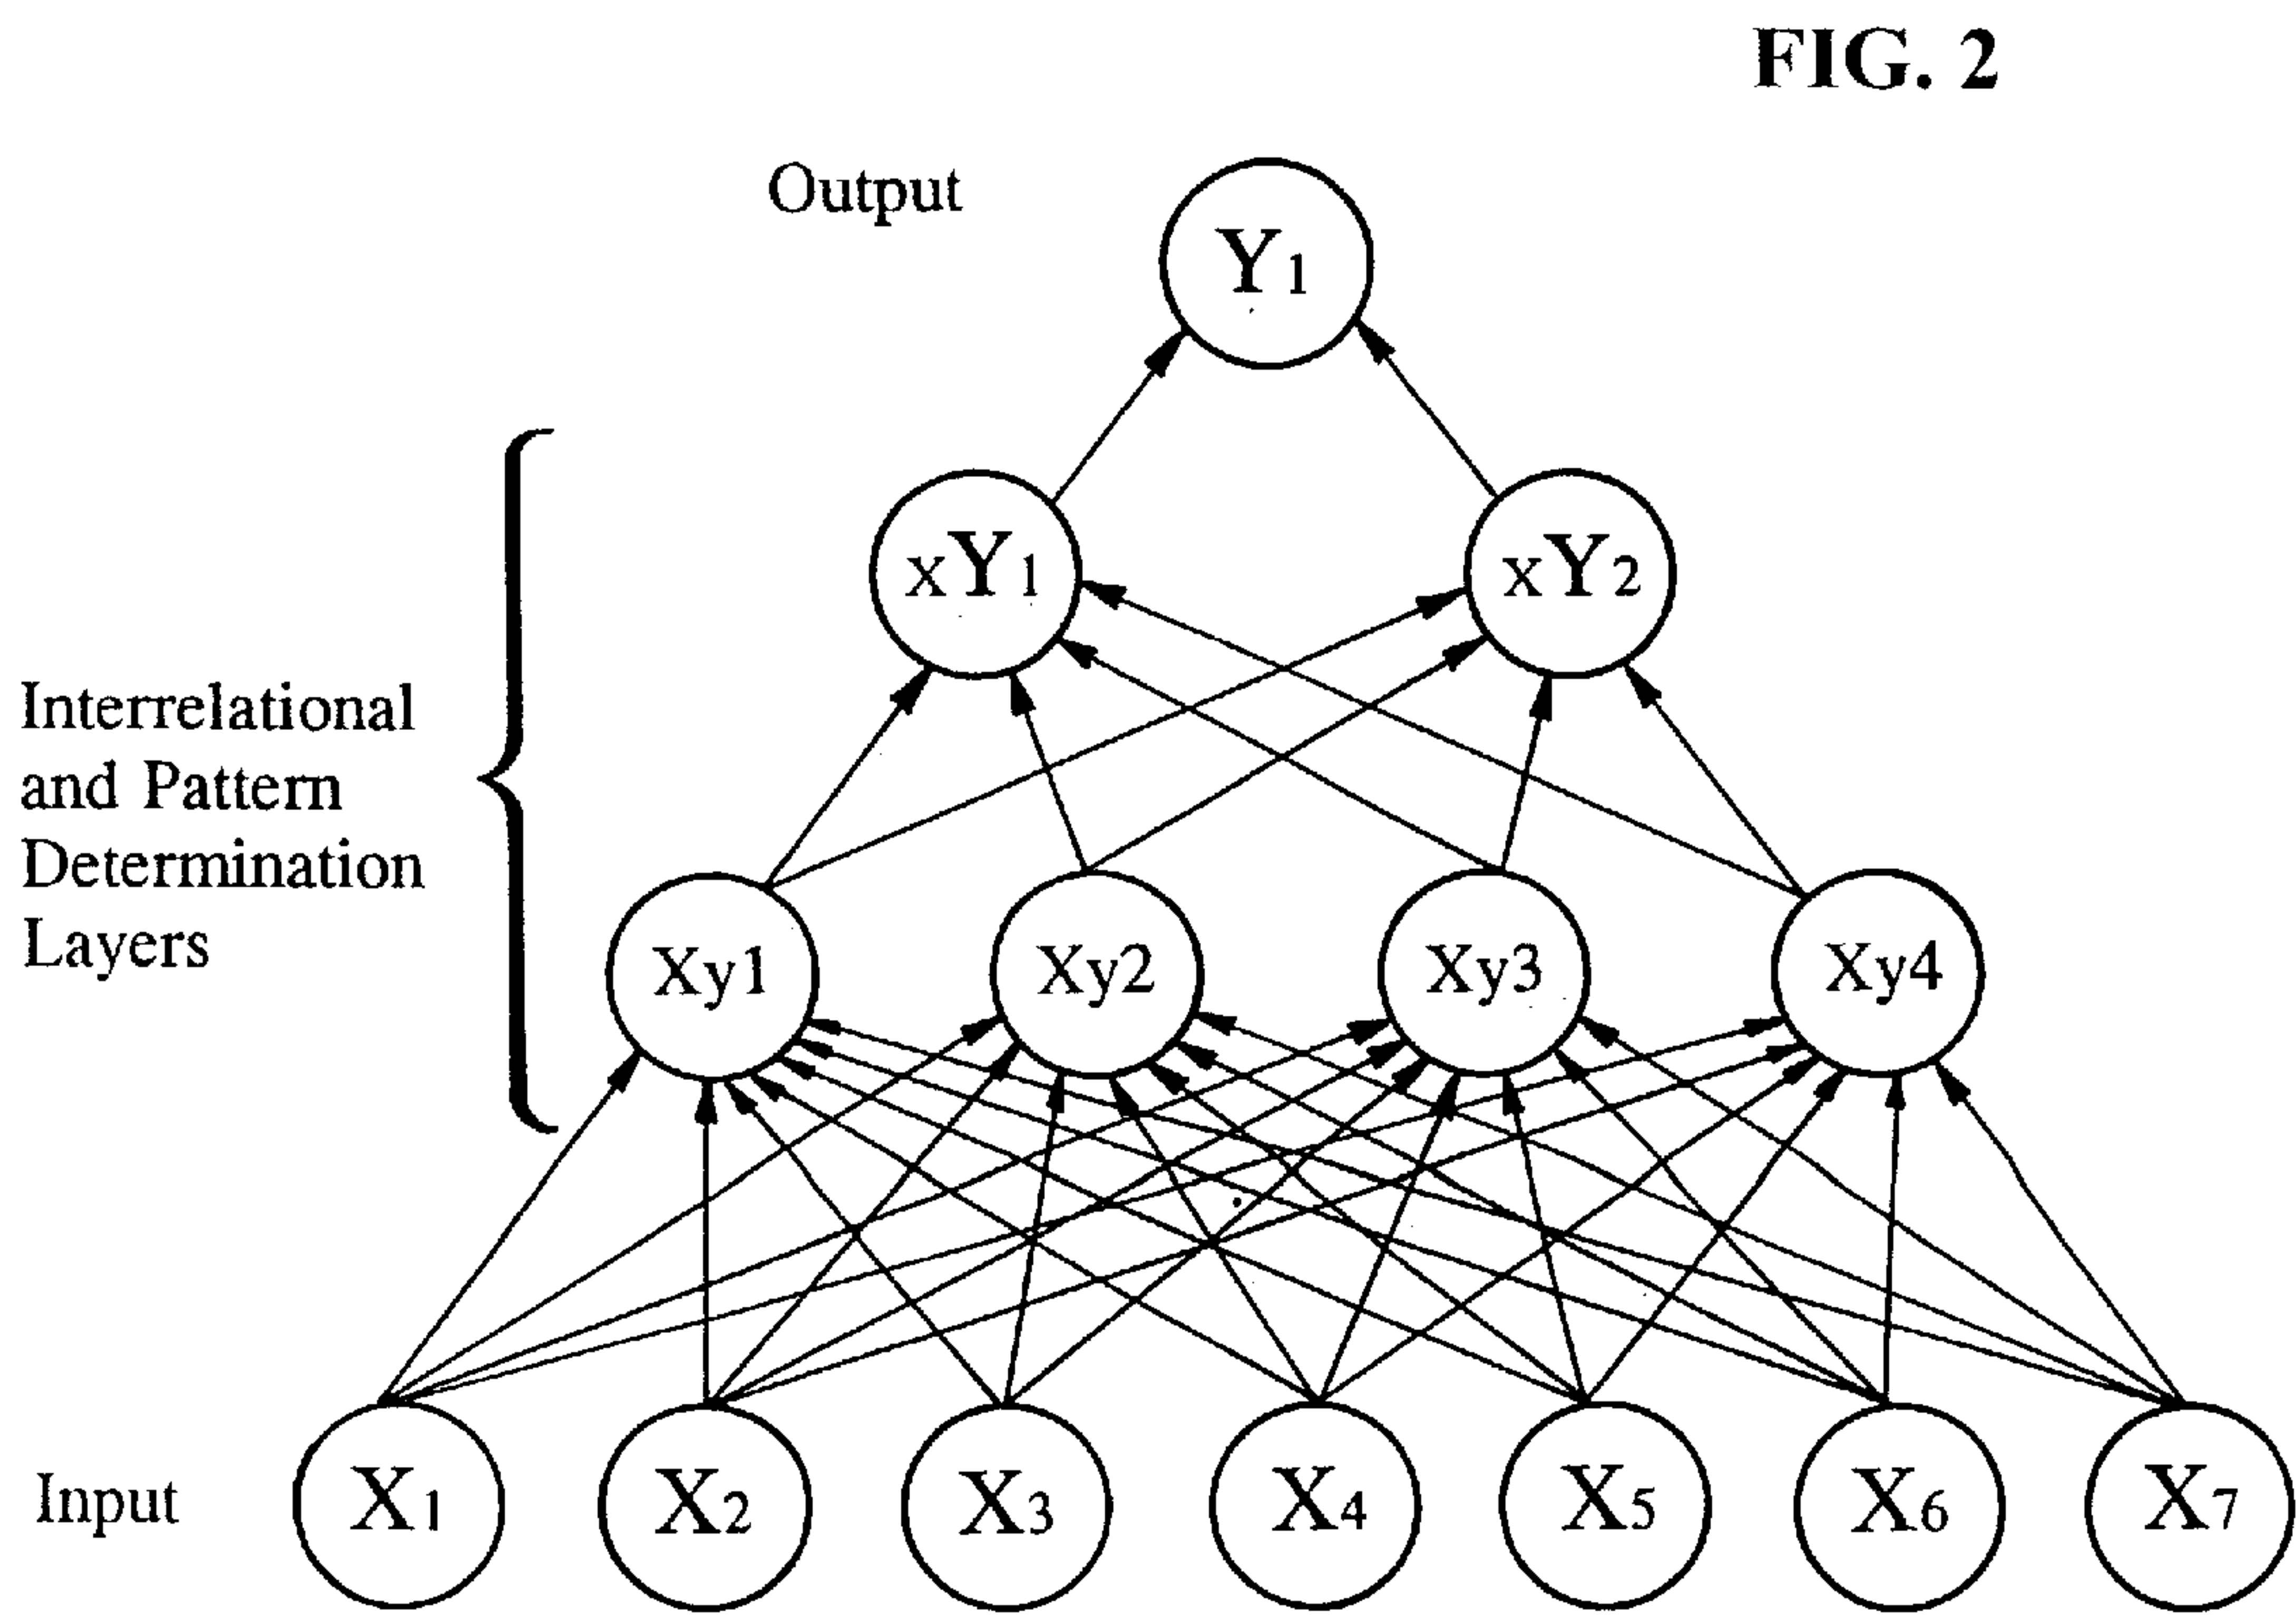 FIG. 2
Output
Y1
xY1
xY2
Interrelational
and Pattern
Determination
Layers
Xy1
Xy2
Xy3
Xy4
Input
X1
X2
X3
X4
X5
X6
X7